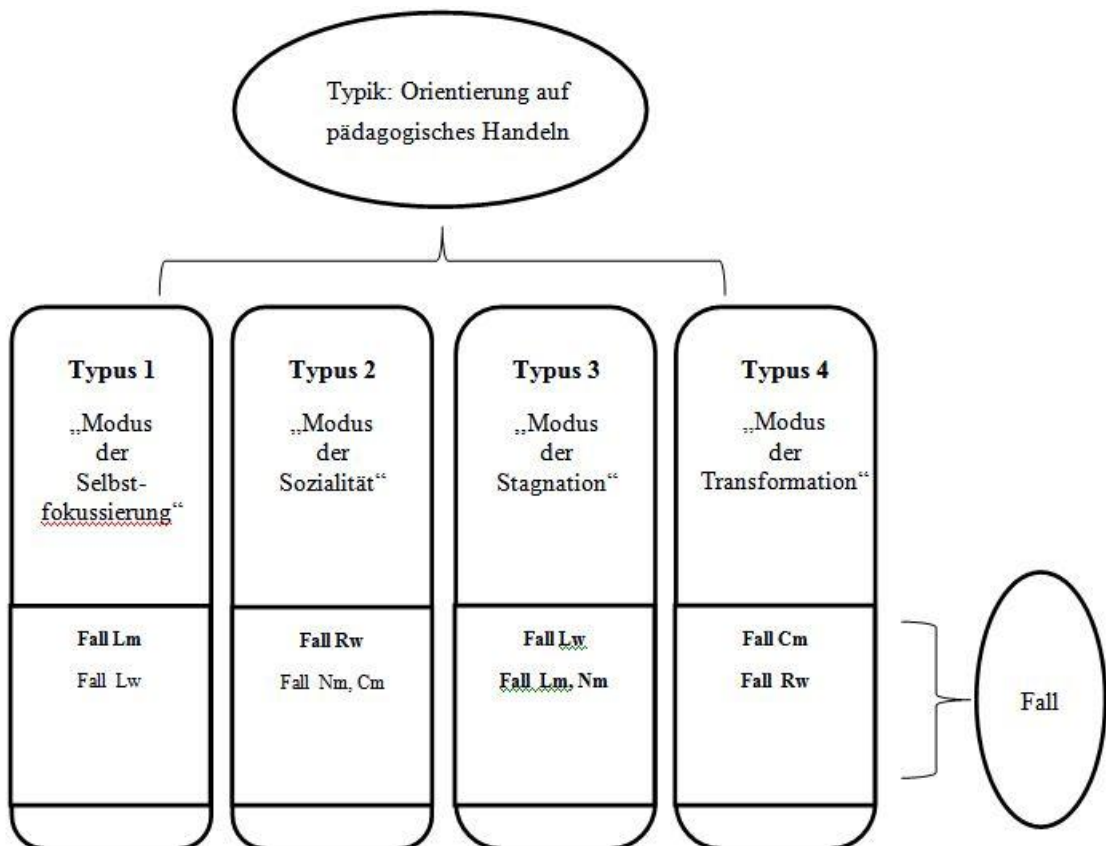 Typik: Orientierung auf
pädagogisches Handeln
Typus 1
„Modus
der
Selbst-
fokussierung“
Fall Lm
Fall Lw
Typus 2
„Modus
der
Sozialität“
Fall Rw
Fall Nm, Cm
Typus 3
„Modus
der
Stagnation“
Fall Lw
Fall Lm, Nm
Typus 4
„Modus
der
Transformation“
Fall Cm
Fall Rw
Fall